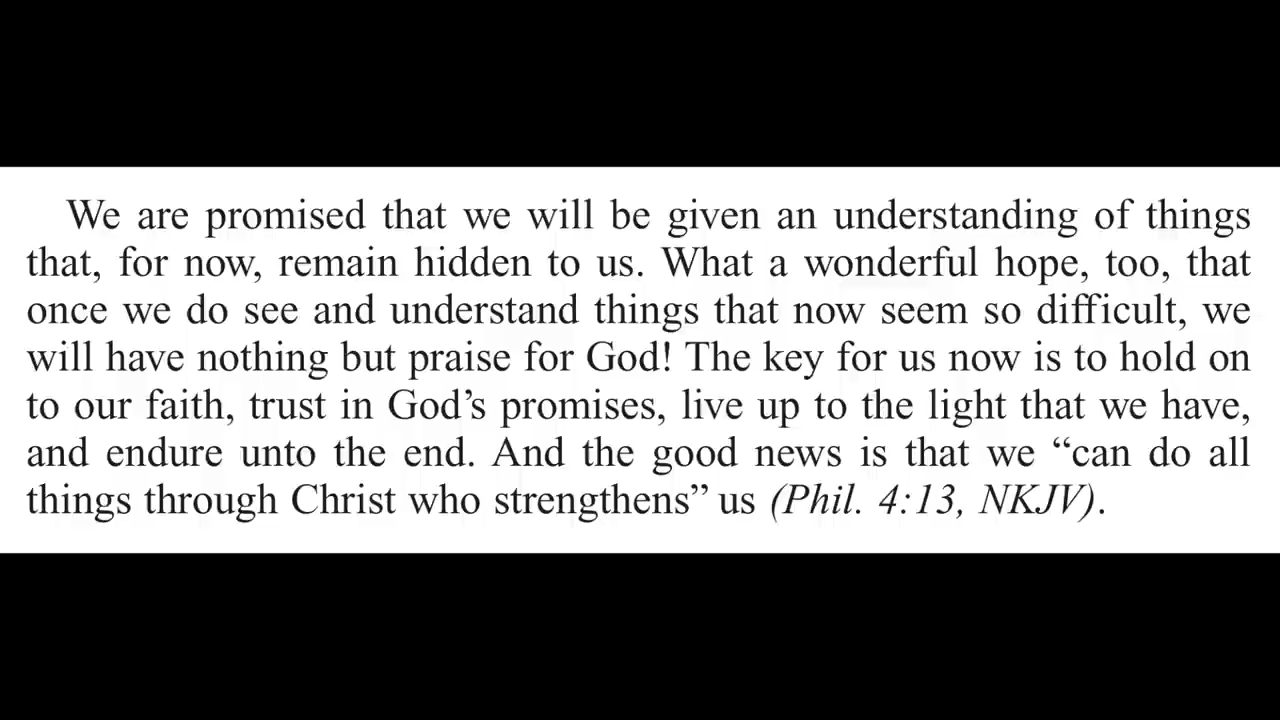 We are promised that we will be given an understanding of things
that, for now, remain hidden to us. What a wonderful hope, too, that
once we do see and understand things that now seem so difficult, we
will have nothing but praise for God! The key for us now is to hold on
to our faith, trust in God’s promises, live up to the light that we have,
and endure unto the end. And the good news is that we “can do all
things through Christ who strengthens” us (Phil. 4:13, NKJV).